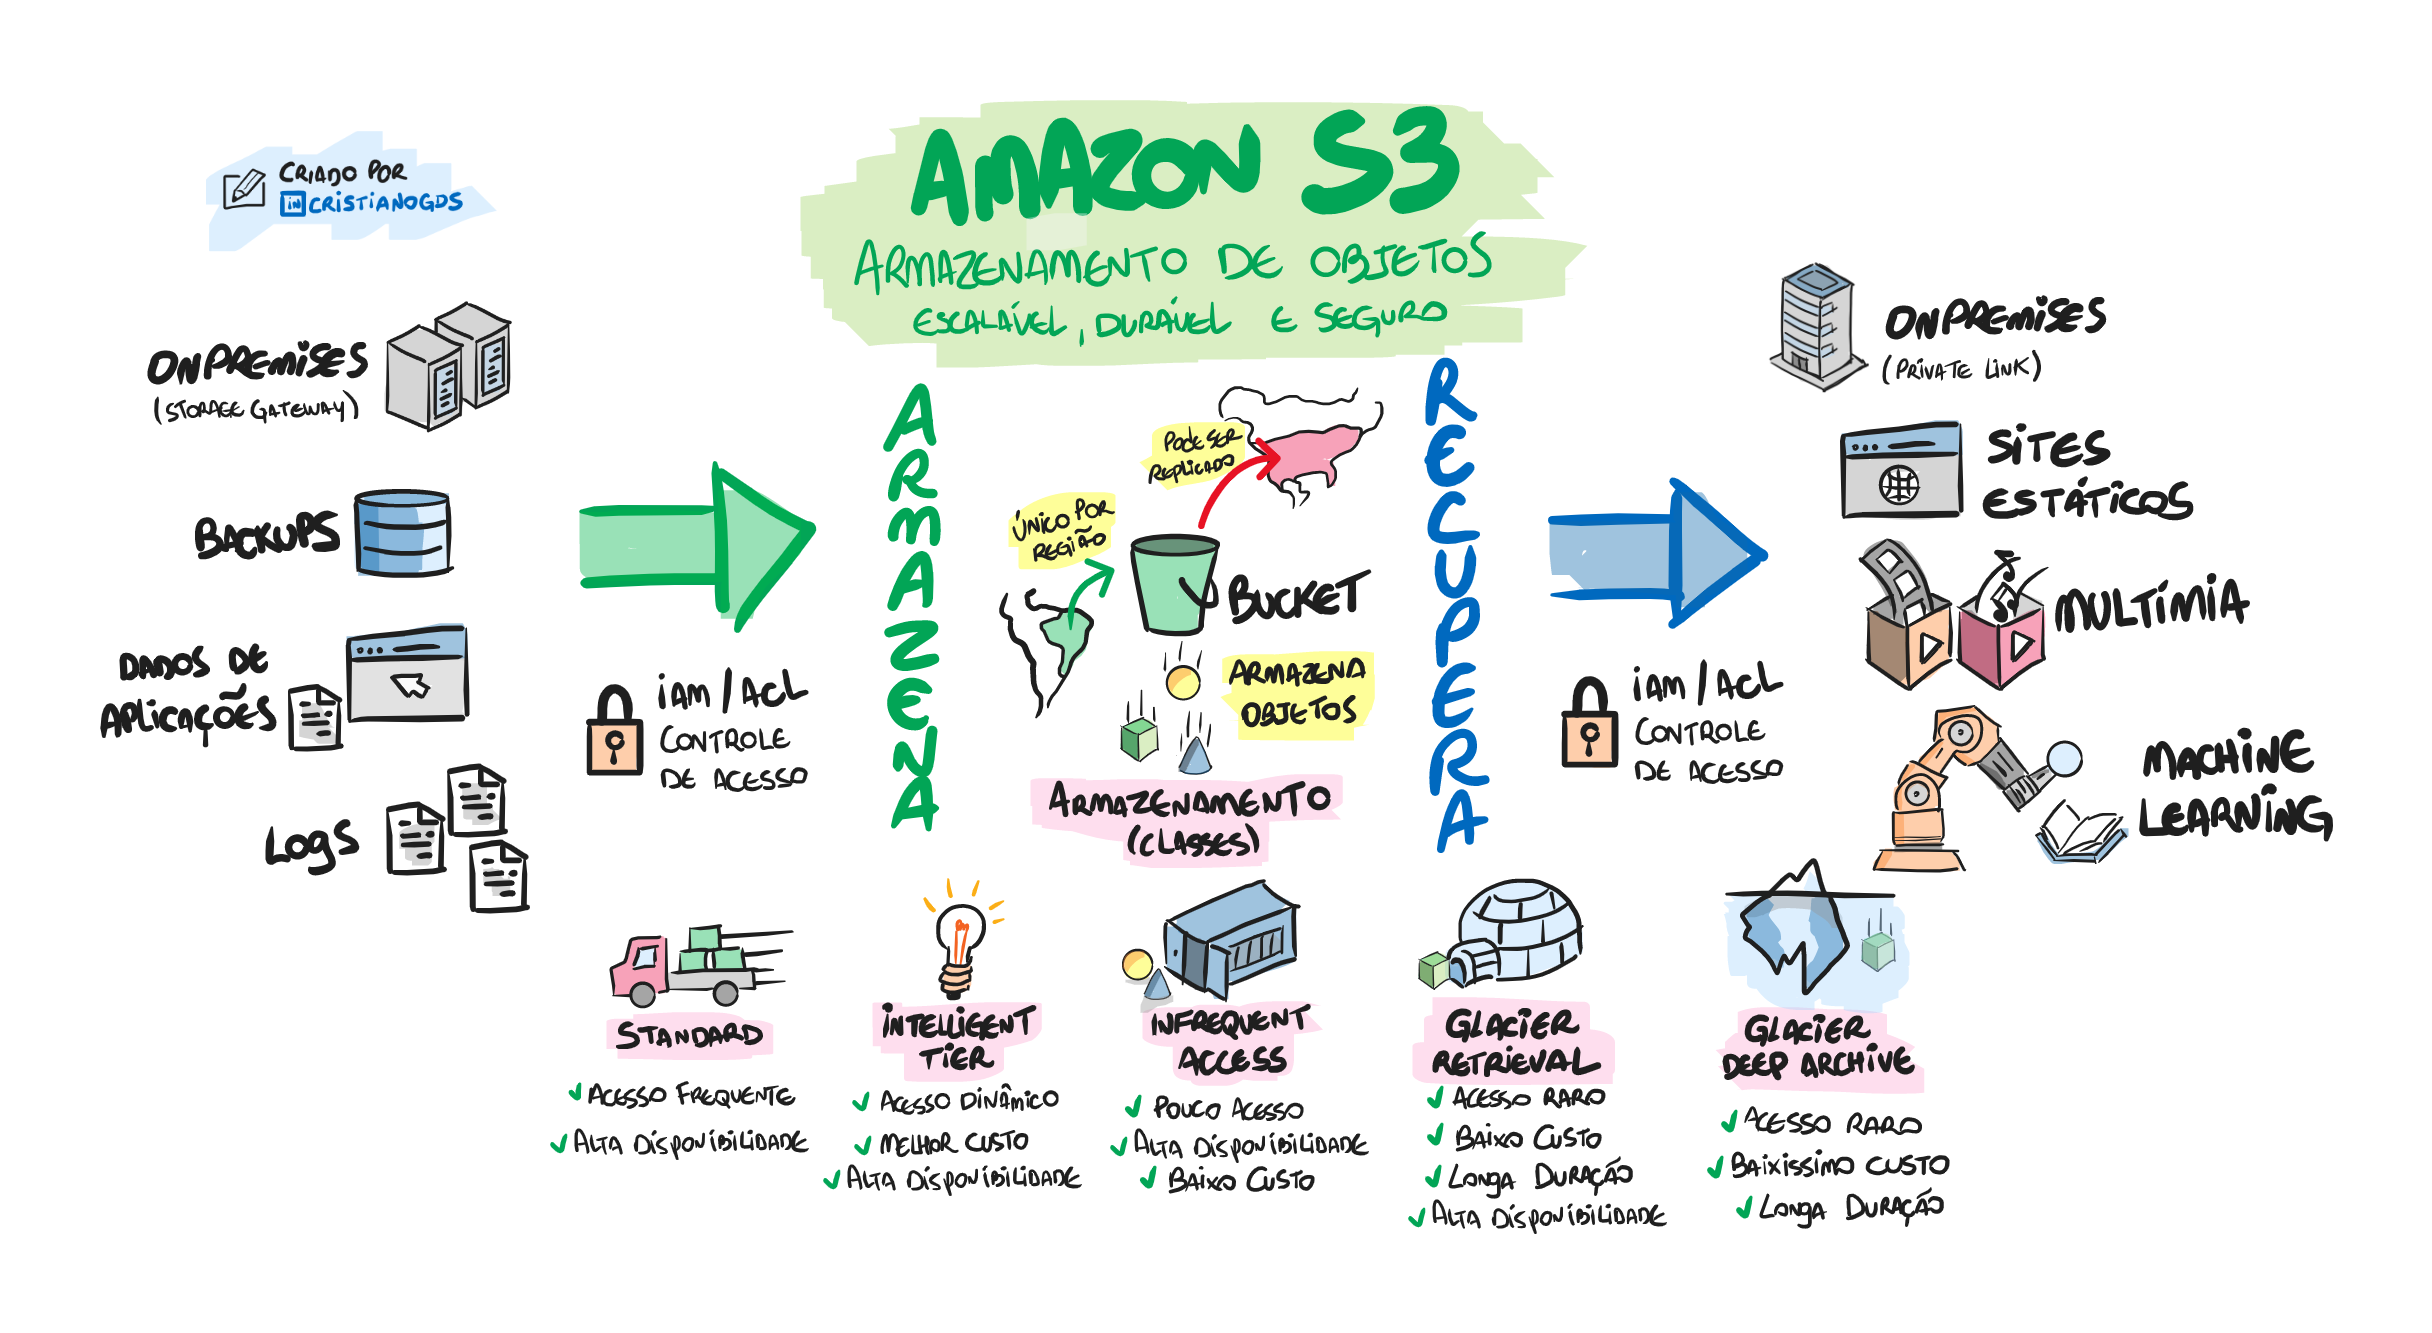 CRIADO POR
in CRISTIANOGDS
AMAZON S3
ARMAZENAMENTO DE OBJETOS
ESCALÁVEL, DURÁVEL E SEGURO
ONPREMISES
(STORAGE GATEWAY)
BACKUPS
DADOS DE
APLICAÇÕES
LOGS
IAM / ACL
CONTROLE
DE ACESSO
ARMAZENA
PODE SER
REPLICADO
ÚNICO POR
REGIÃO
BUCKET
ARMAZENA
OBJETOS
RECUPERA
IAM / ACL
CONTROLE
DE ACESSO
ONPREMISES
(PRIVATE LINK)
SITES
ESTÁTICOS
MULTIMIA
MACHINE
LEARNING
ARMAZENAMENTO
(CLASSES)
STANDARD
ACESSO FREQUENTE
ALTA DISPONIBILIDADE
INTELLIGENT
TIER
ACESSO DINÂMICO
MELHOR CUSTO
ALTA DISPONIBILIDADE
INFREQUENT
ACCESS
POUCO ACESSO
ALTA DISPONIBILIDADE
BAIXO CUSTO
GLACIER
RETRIEVAL
ACESSO RARO
BAIXO CUSTO
LONGA DURAÇÃO
ALTA DISPONIBILIDADE
GLACIER
DEEP ARCHIVE
ACESSO RARO
BAIXISSIMO CUSTO
LONGA DURAÇÃO